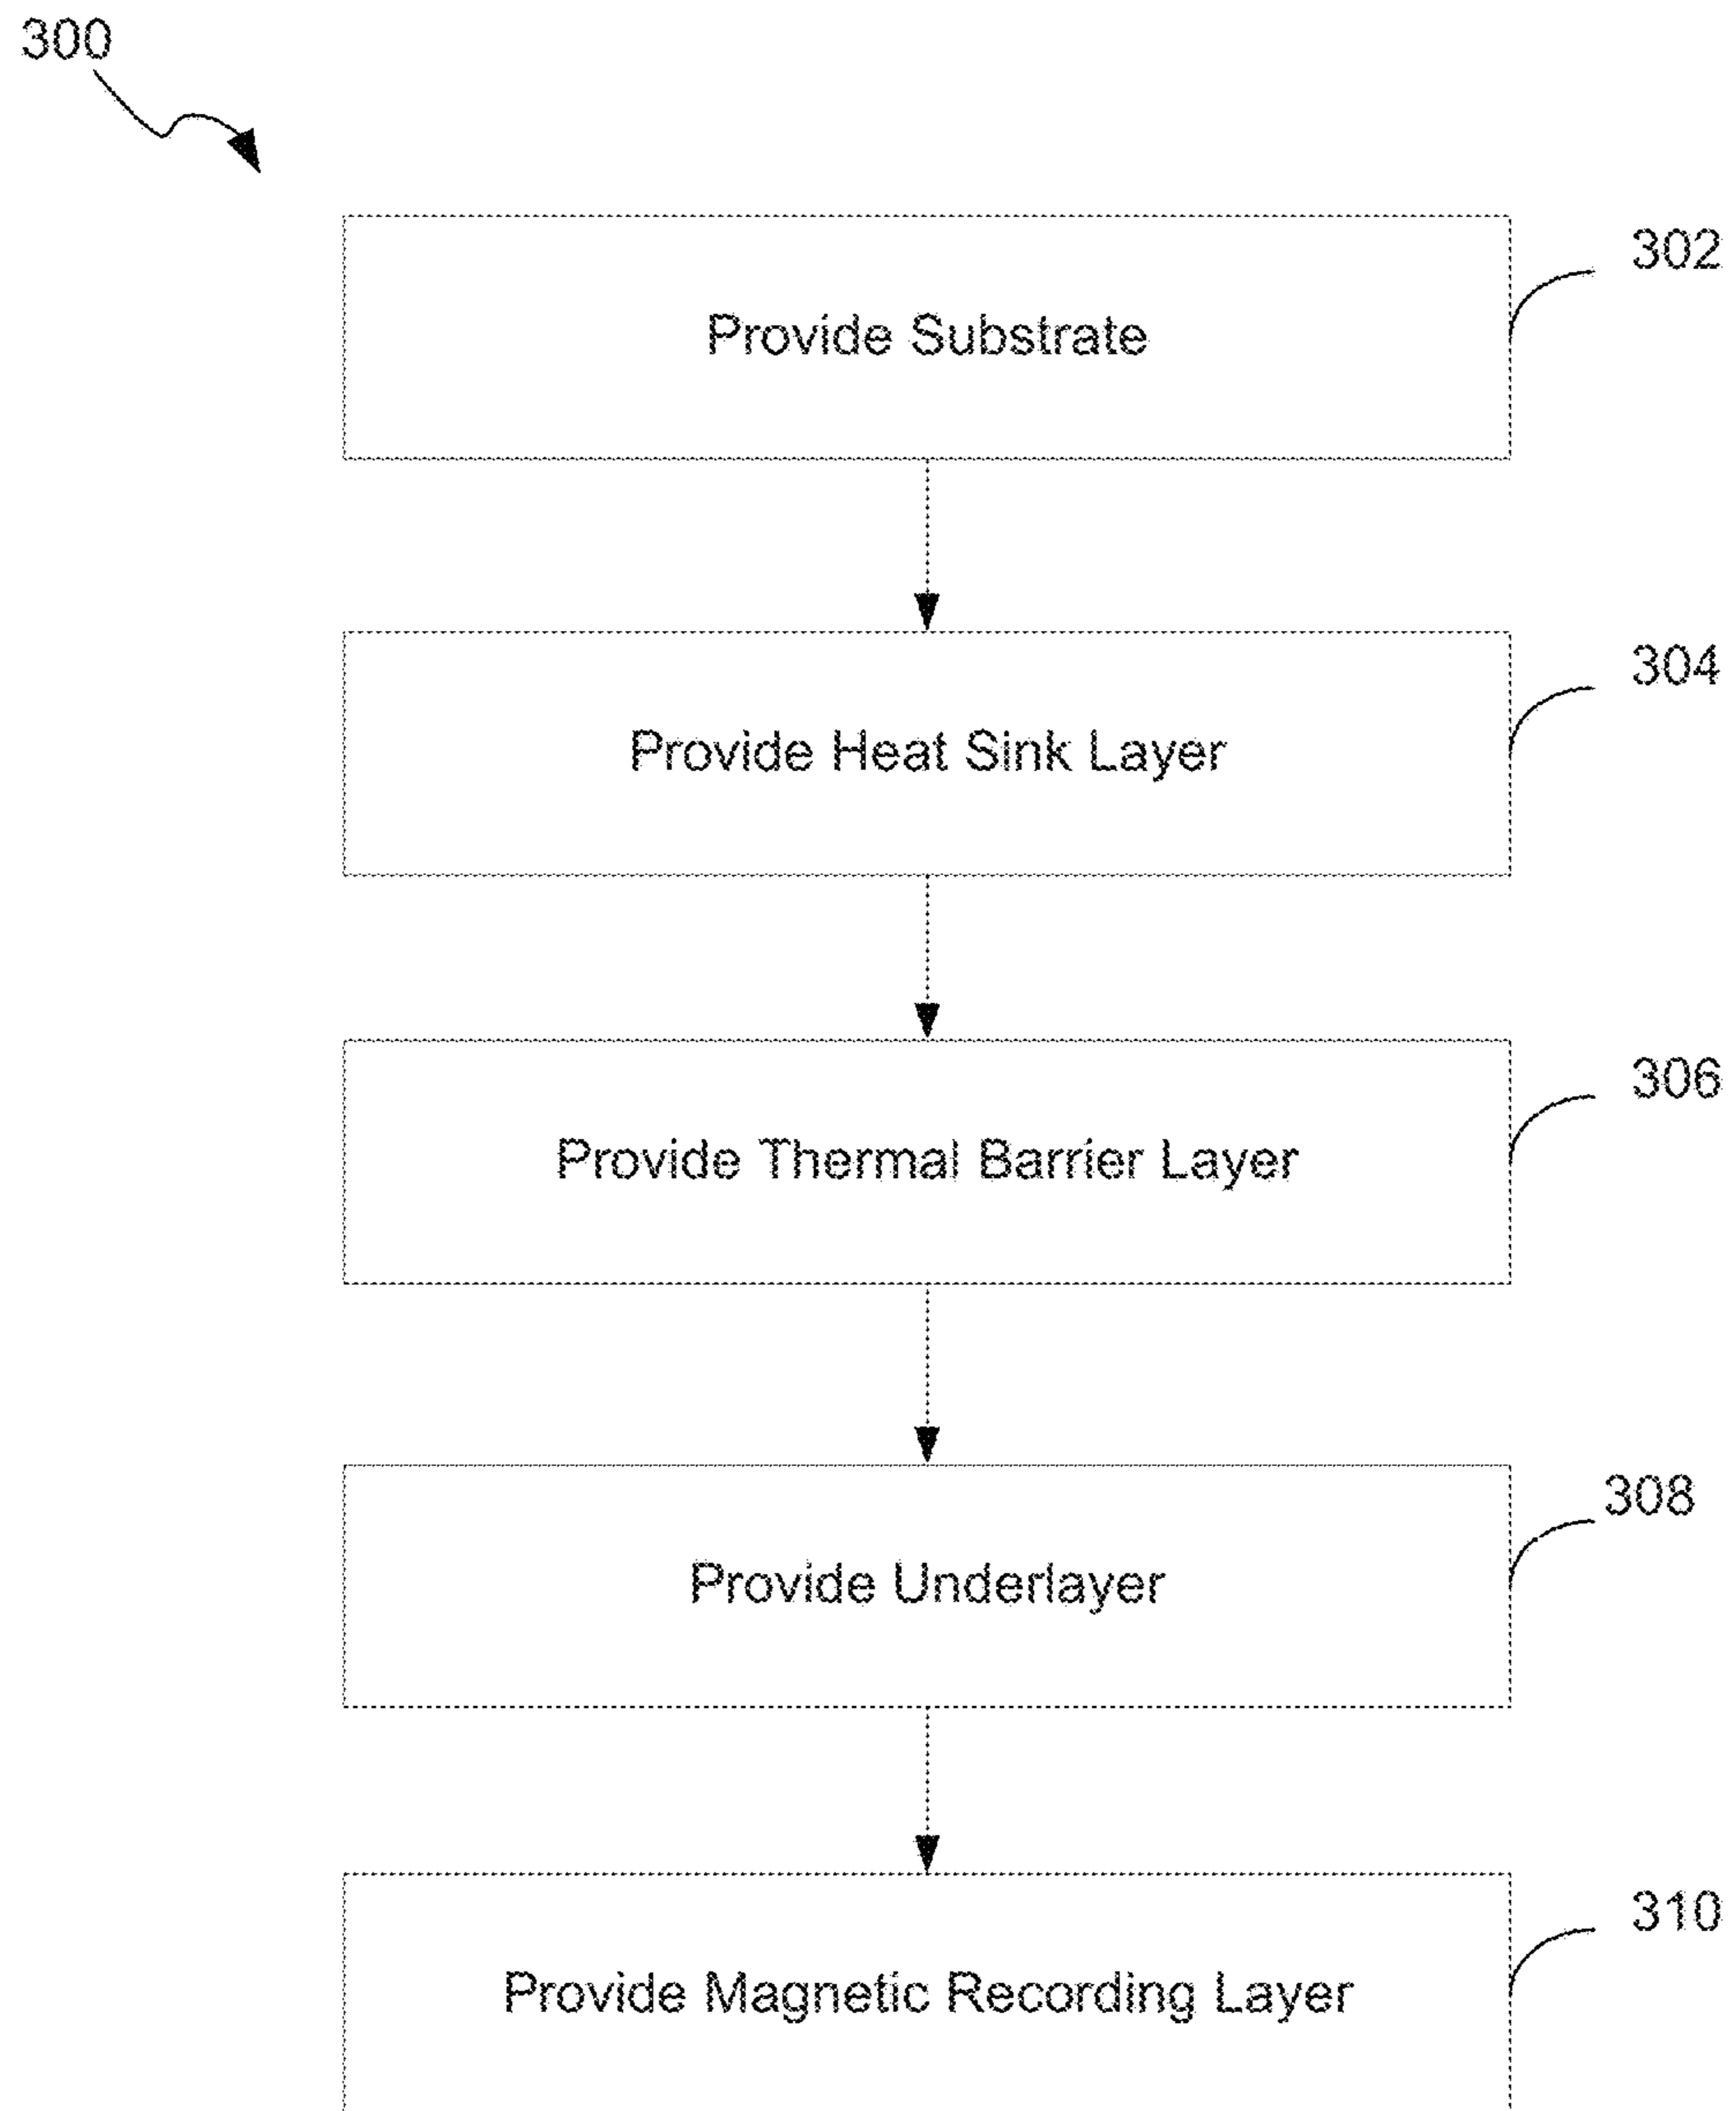 300
302
Provide Substrate
304
Provide Heat Sink Layer
306
Provide Thermal Barrier Layer
308
Provide Underlayer
310
Provide Magnetic Recording Layer